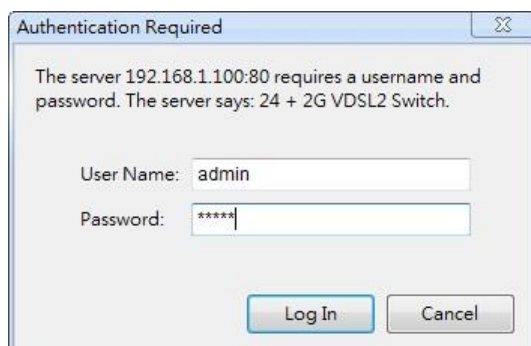 Authentication Required
The server 192.168.1.100:80 requires a username and
password. The server says: 24 + 2G VDSL2 Switch.
User Name: admin
Password: *****
Log In Cancel